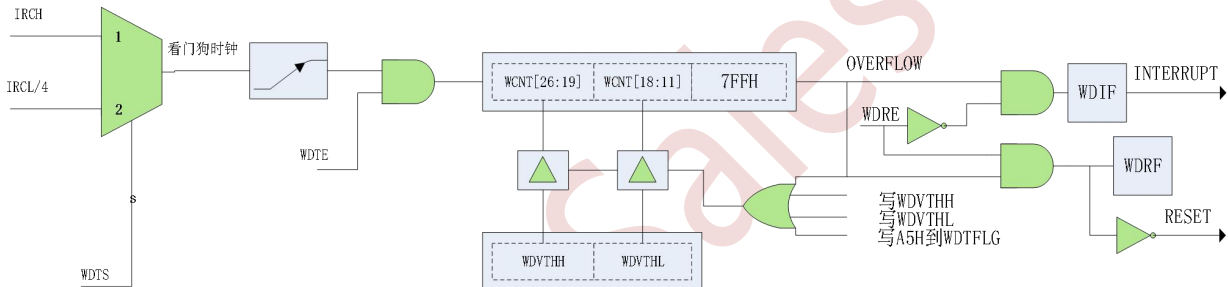 IRCH
1
看门狗时钟
IRCL/4
2
s
WDTS
WDTE
WCNT[26:19]
WCNT[18:11]
7FFH
WDVTHH
WDVTHL
OVERFLOW
WDRE
WDIF
INTERRUPT
WDRF
RESET
写WDVTHH
写WDVTHL
写A5H到WDTFLG
Sales